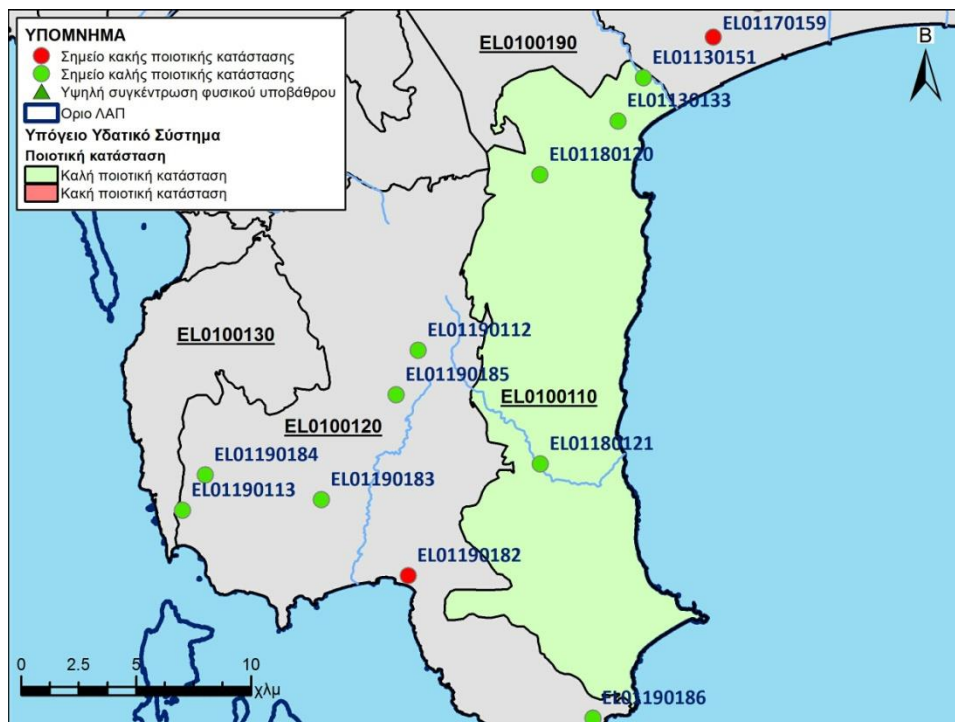 ΥΠΟΜΝΗΜΑ
Σημείο κακής ποιοτικής κατάστασης
Σημείο καλής ποιοτικής κατάστασης
Υψηλή συγκέντρωση φυσικού υποβάθρου
Οριο ΛΑΠ
Υπόγειο Υδατικό Σύστημα
Ποιοτική κατάσταση
Καλή ποιοτική κατάσταση
Κακή ποιοτική κατάσταση
EL01170159
B
EL0100190
EL01130151
EL01130133
EL01180120
EL0100130
EL01190112
EL01190185
EL0100110
EL0100120
EL01180121
EL01190184
EL01190183
EL01190113
EL01190182
0 2.5 5 10
χλμ
EL01190186